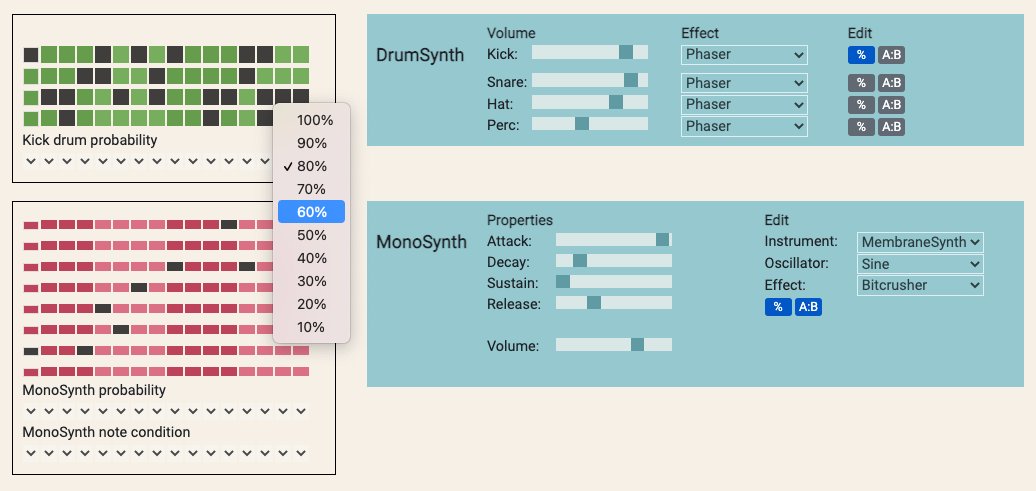 Kick drum probability
100%
90%
✓ 80%
70%
60%
50%
40%
30%
20%
10%
MonoSynth probability
MonoSynth note condition
DrumSynth
Volume
Effect
Edit
Kick:
Phaser
% A:B
Snare:
Phaser
% A:B
Hat:
Phaser
% A:B
Perc:
Phaser
% A:B
MonoSynth
Properties
Edit
Attack:
Instrument: MembraneSynth
Decay:
Oscillator: Sine
Sustain:
Effect: Bitcrusher
Release:
% A:B
Volume: